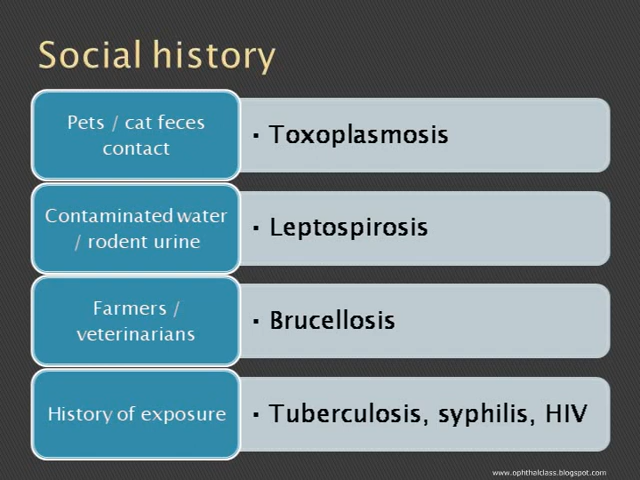 Social history
Pets / cat feces
contact
• Toxoplasmosis
Contaminated water
/ rodent urine
• Leptospirosis
Farmers /
veterinarians
• Brucellosis
History of exposure
• Tuberculosis, syphilis, HIV
www.ophthalclass.blogspot.com